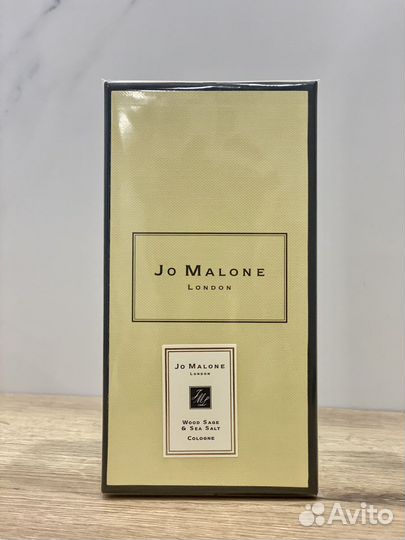 Jo Malone
London
Jo Malone
London
Wood Sage
& Sea Salt
Cologne
Avito